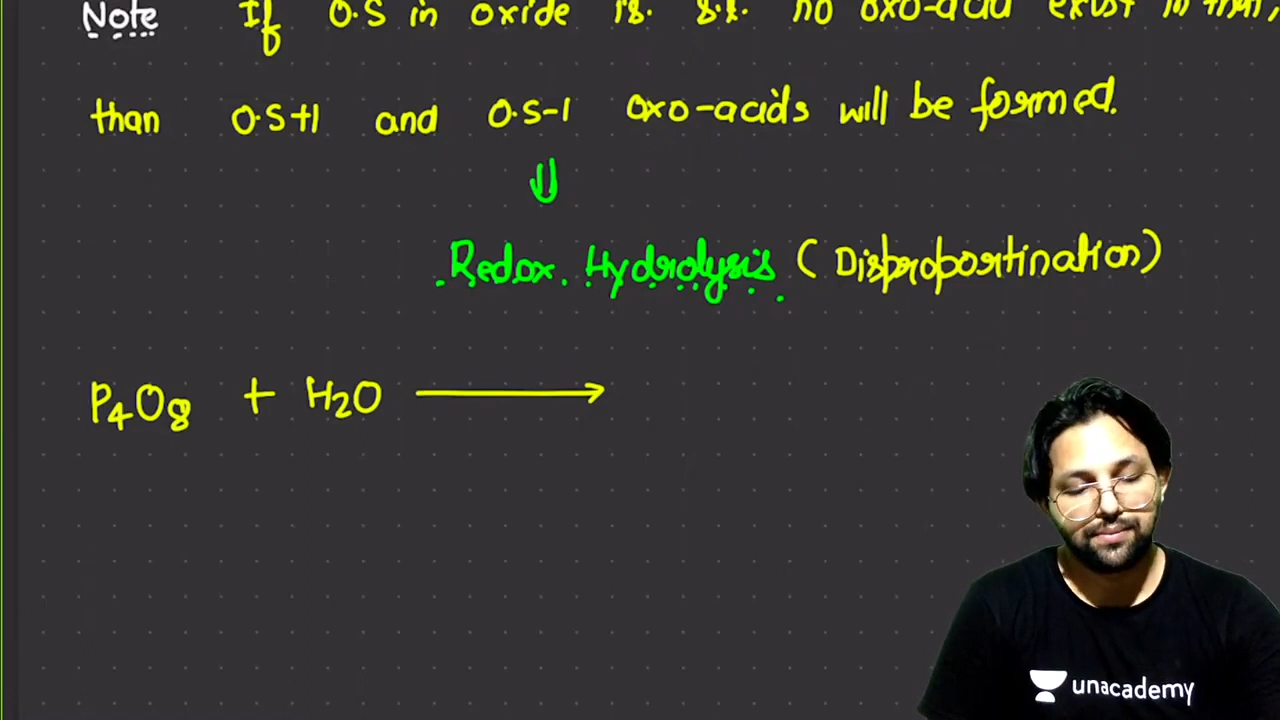 Note If O.S in oxide is. s.t. no oxo-acid exist in that,
than O.S+1 and O.S-1 oxo-acids will be formed.
⇓
Redox Hydrolysis (Disproportination)
P₄O₈ + H₂O ⟶
unacademy